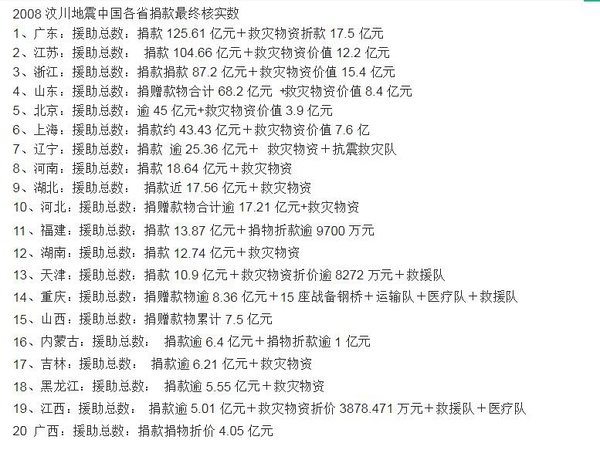 2008 汶川地震中国各省捐款最终核实数
1、广东：援助总数：捐款 125.61 亿元＋救灾物资折款 17.5 亿元
2、江苏：援助总数： 捐款 104.66 亿元＋救灾物资价值 12.2 亿元
3、浙江：援助总数：捐款捐款 87.2 亿元＋救灾物资价值 15.4 亿元
4、山东：援助总数：捐赠款物合计 68.2 亿元 +救灾物资价值 8.4 亿元
5、北京：援助总数：逾 45 亿元+救灾物资价值 3.9 亿元
6、上海：援助总数：捐款约 43.43 亿元＋救灾物资价值 7.6 亿
7、辽宁：援助总数：捐款 逾 25.36 亿元＋ 救灾物资＋抗震救灾队
8、河南：援助总数：捐款 18.64 亿元＋救灾物资
9、湖北：援助总数： 捐款近 17.56 亿元＋救灾物资
10、河北：援助总数：捐赠款物合计逾 17.21 亿元+救灾物资
11、福建：援助总数：捐款 13.87 亿元＋捐物折款逾 9700 万元
12、湖南：援助总数：捐款 12.74 亿元＋救灾物资
13、天津：援助总数：捐款 10.9 亿元＋救灾物资折价逾 8272 万元＋救援队
14、重庆：援助总数：捐赠款物逾 8.36 亿元＋15 座战备钢桥＋运输队＋医疗队＋救援队
15、山西：援助总数：捐赠款物累计 7.5 亿元
16、内蒙古：援助总数： 捐款逾 6.4 亿元＋捐物折款逾 1 亿元
17、吉林：援助总数： 捐款逾 6.21 亿元＋救灾物资
18、黑龙江：援助总数： 捐款逾 5.55 亿元＋救灾物资
19、江西：援助总数： 捐款逾 5.01 亿元＋救灾物资折价 3878.471 万元＋救援队＋医疗队
20 广西：援助总数：捐款捐物折价 4.05 亿元